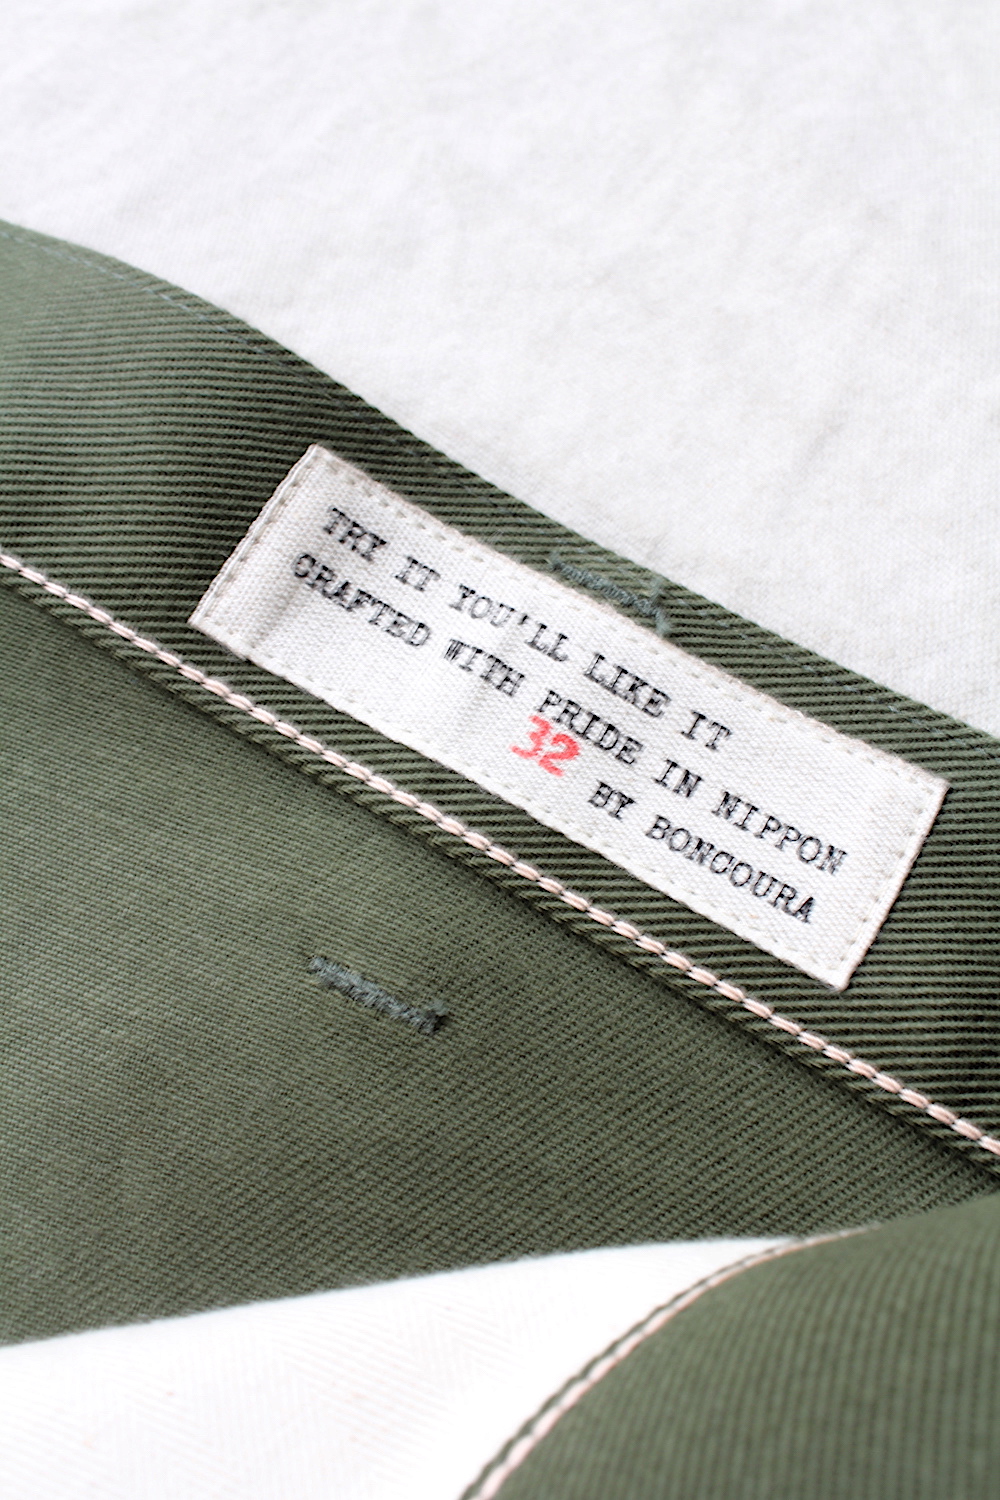 TRY IT YOU'LL LIKE IT
CRAFTED WITH PRIDE IN NIPPON
32
BY BONCOURA